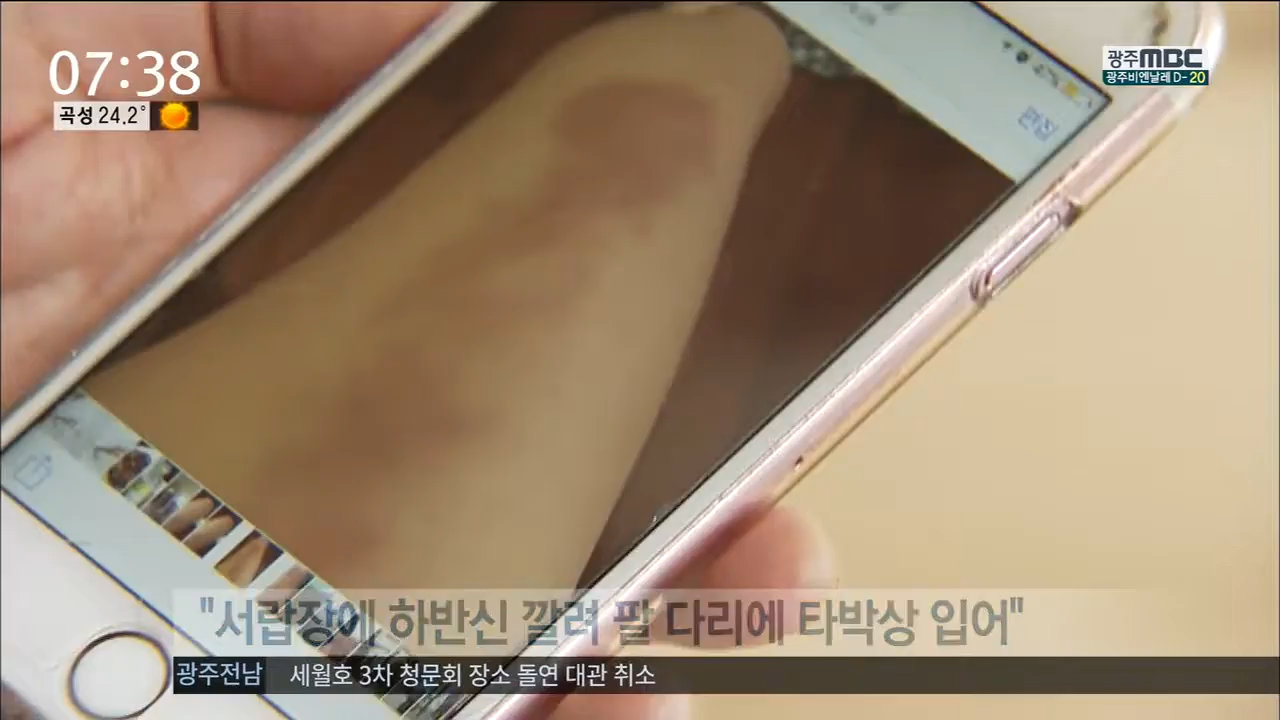 07:38
곡성 24.2°
광주MBC
광주비엔날레 D-20
편집
"서랍장에 하반신 깔려 팔 다리에 타박상 입어"
광주전남 세월호 3차 청문회 장소 돌연 대관 취소